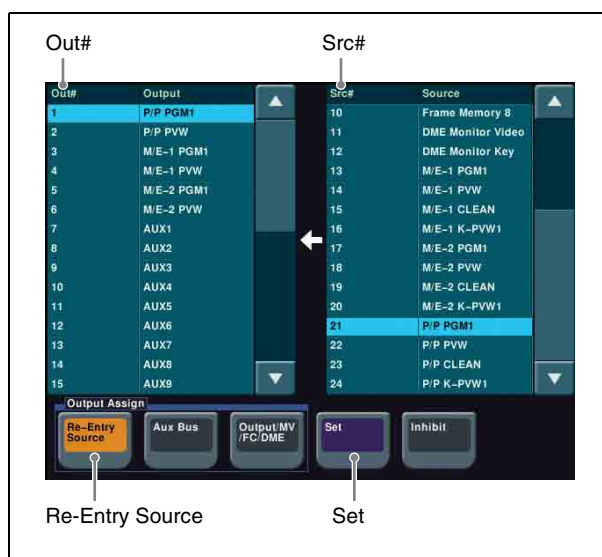 Out# Src#
Out# Output Src# Source
1 P/P PGM1 10 Frame Memory 8
2 P/P PVW 11 DME Monitor Video
3 M/E-1 PGM1 12 DME Monitor Key
4 M/E-1 PVW 13 M/E-1 PGM1
5 M/E-2 PGM1 14 M/E-1 PVW
6 M/E-2 PVW 15 M/E-1 CLEAN
7 AUX1 16 M/E-1 K-PVW1
8 AUX2 17 M/E-2 PGM1
9 AUX3 18 M/E-2 PVW
10 AUX4 19 M/E-2 CLEAN
11 AUX5 20 M/E-2 K-PVW1
12 AUX6 21 P/P PGM1
13 AUX7 22 P/P PVW
14 AUX8 23 P/P CLEAN
15 AUX9 24 P/P K-PVW1
Output Assign
Re-Entry Aux Bus Output/MV Set Inhibit
Source /FC/DME
Re-Entry Source Set